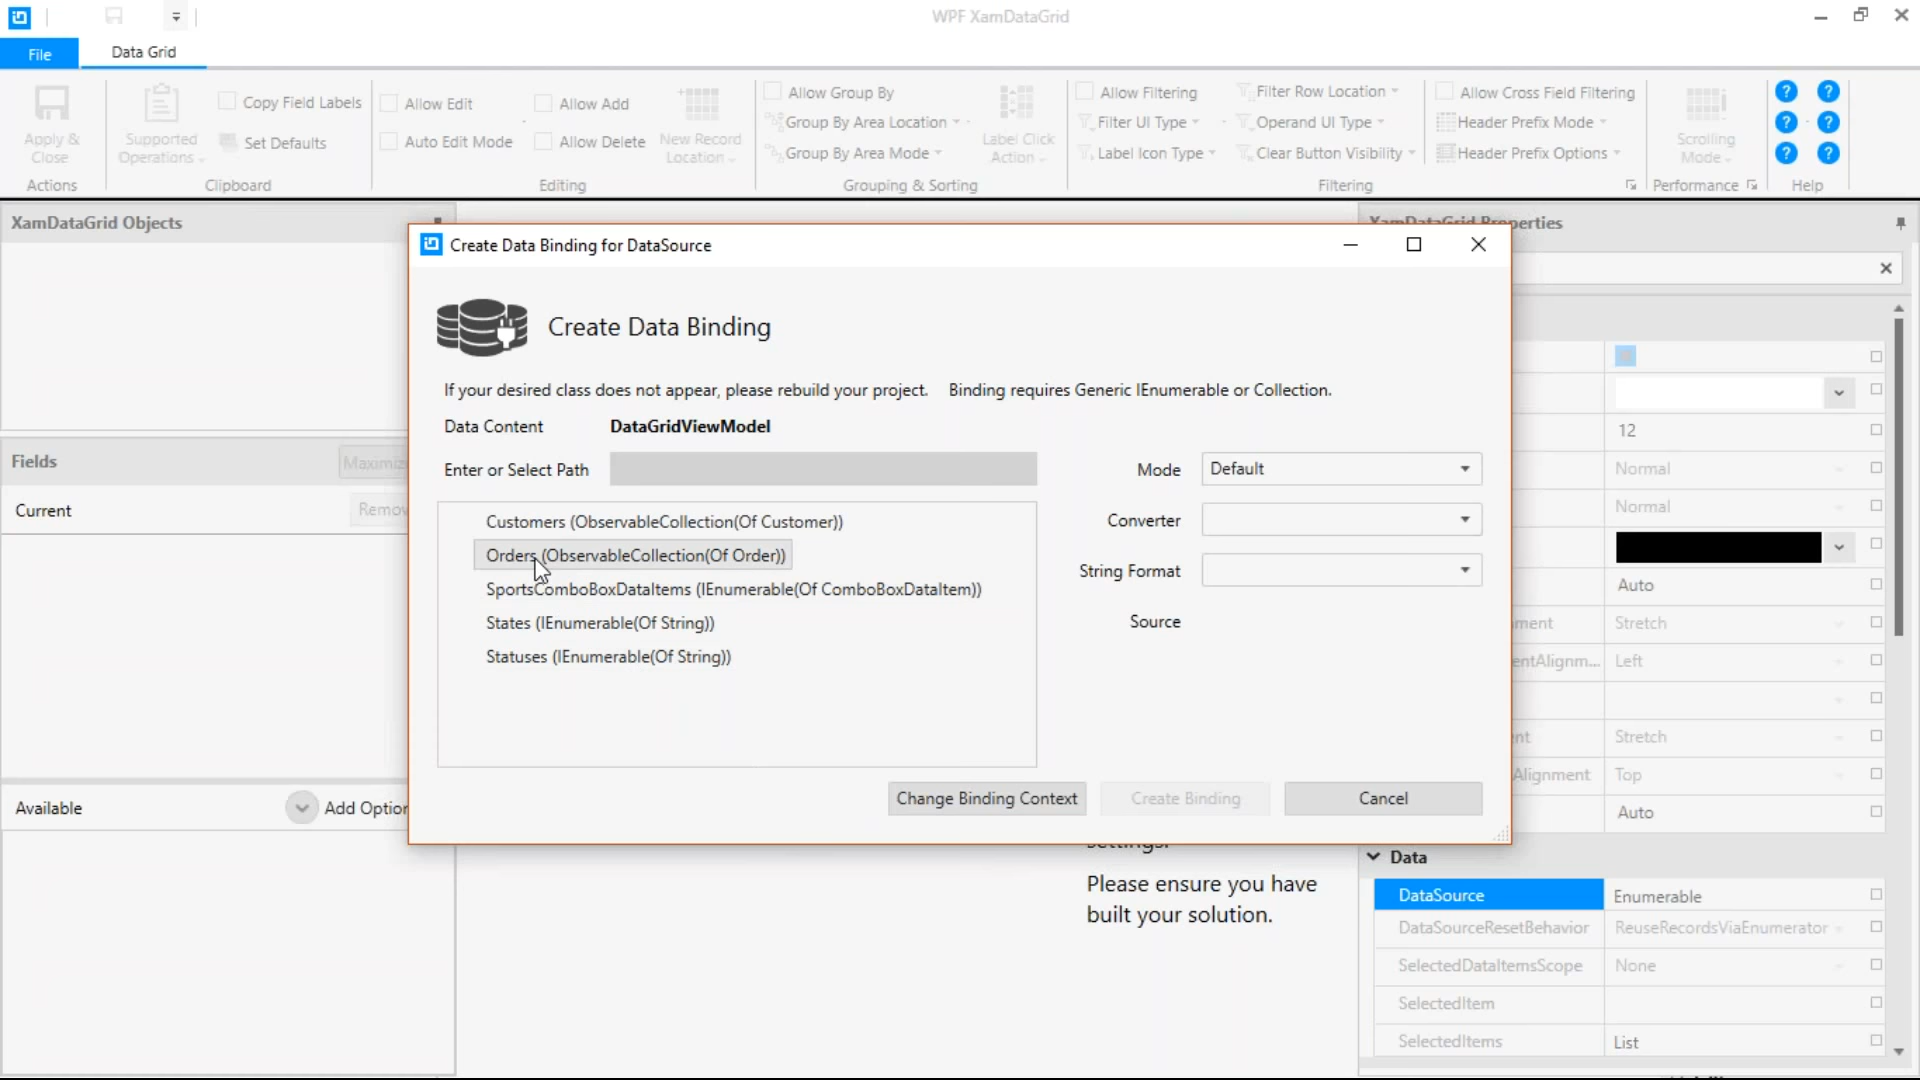 WPF XamDataGrid
File
Data Grid
Copy Field Labels
Allow Edit
Allow Add
Allow Group By
Allow Filtering
Filter Row Location
Allow Cross Field Filtering
Group By Area Location
Filter UI Type
Operand UI Type
Header Prefix Mode
Apply &
Close
Supported
Operations
Set Defaults
Auto Edit Mode
Allow Delete
New Record
Location
Group By Area Mode
Label Click
Action
Label Icon Type
Clear Button Visibility
Header Prefix Options
Scrolling
Mode
Actions
Clipboard
Editing
Grouping & Sorting
Filtering
Performance
Help
XamDataGrid Objects
XamDataGrid Properties
Create Data Binding for DataSource
Create Data Binding
If your desired class does not appear, please rebuild your project. Binding requires Generic IEnumerable or Collection.
Data Content
DataGridViewModel
Enter or Select Path
Mode
Default
Customers (ObservableCollection(Of Customer))
Orders (ObservableCollection(Of Order))
SportsComboBoxDataItems (IEnumerable(Of ComboBoxDataItem))
States (IEnumerable(Of String))
Statuses (IEnumerable(Of String))
Converter
String Format
Source
Change Binding Context
Create Binding
Cancel
Fields
Current
Available
12
Normal
Normal
Auto
Stretch
Left
Stretch
Top
Auto
settings.
Please ensure you have
built your solution.
Data
DataSource
Enumerable
DataSourceResetBehavior
ReuseRecordsViaEnumerator
SelectedDataItemsScope
None
SelectedItem
SelectedItems
List